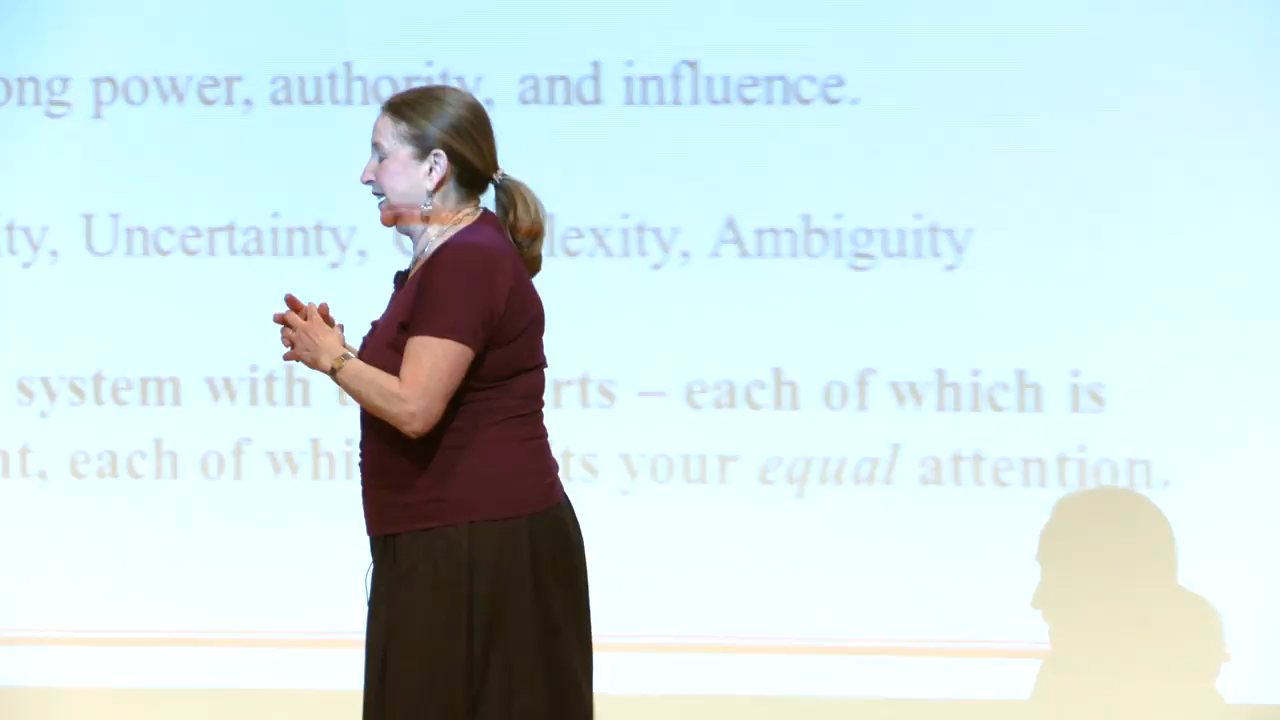 ong power, authority, and influence.
ty, Uncertainty, C lexity, Ambiguity
system with rts – each of which is
nt, each of whi ts your equal attention.